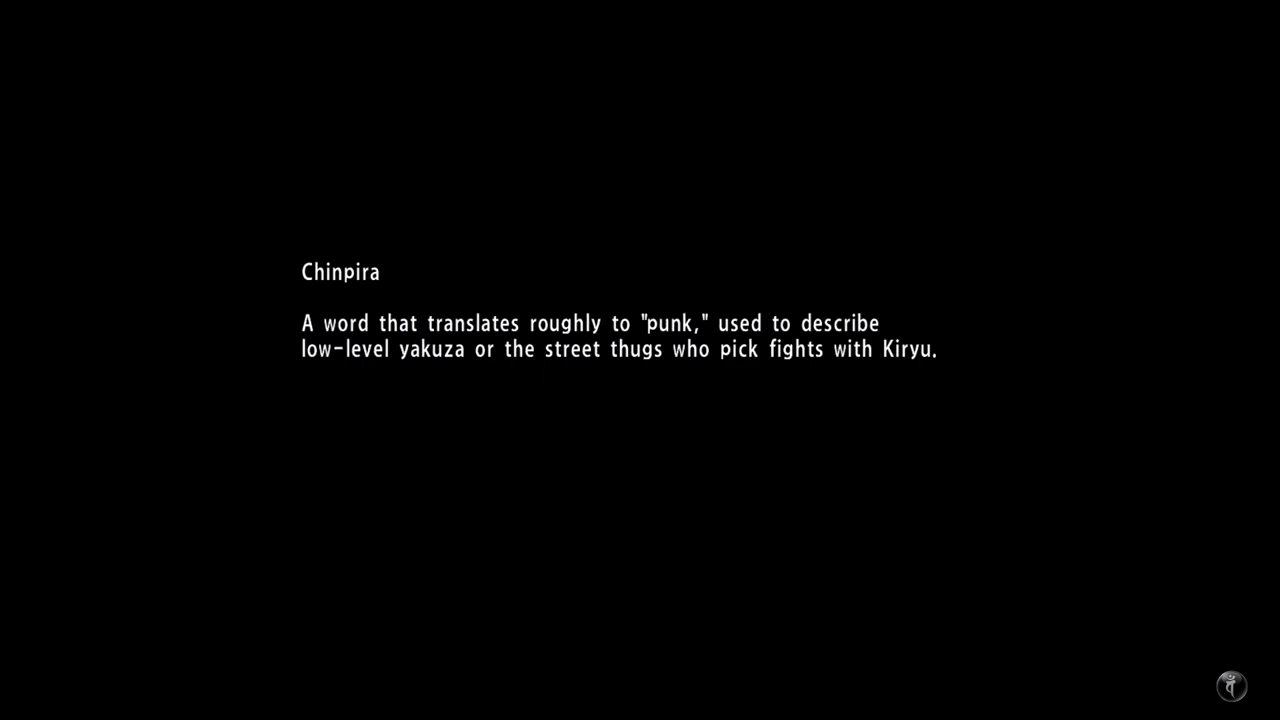 Chinpira
A word that translates roughly to "punk," used to describe
low-level yakuza or the street thugs who pick fights with Kiryu.